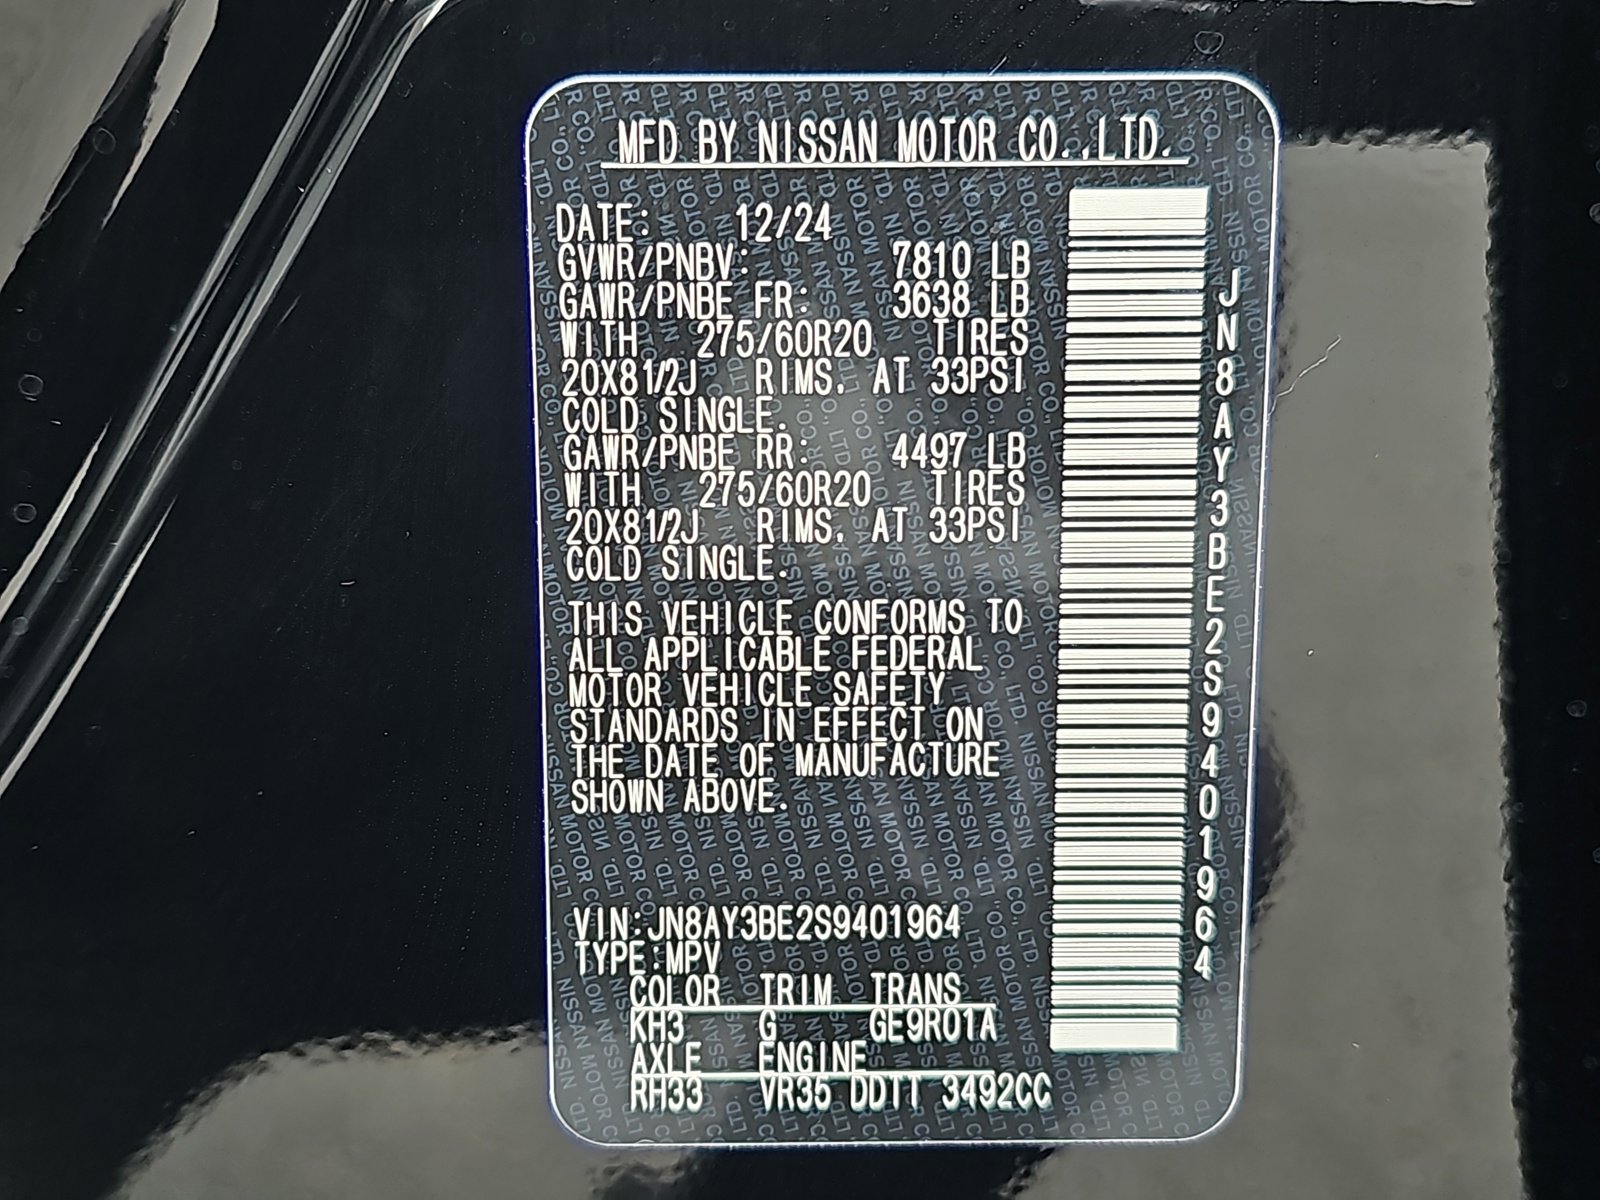 MFD BY NISSAN MOTOR CO.,LTD.
DATE: 12/24
GVWR/PNBV: 7810 LB
GAWR/PNBE FR: 3638 LB
WITH 275/60R20 TIRES
20X81/2J RIMS. AT 33PSI
COLD SINGLE.
GAWR/PNBE RR: 4497 LB
WITH 275/60R20 TIRES
20X81/2J RIMS. AT 33PSI
COLD SINGLE.
THIS VEHICLE CONFORMS TO
ALL APPLICABLE FEDERAL
MOTOR VEHICLE SAFETY
STANDARDS IN EFFECT ON
THE DATE OF MANUFACTURE
SHOWN ABOVE.
VIN:JN8AY3BE2S9401964
TYPE:MPV
COLOR TRIM TRANS
KH3 G GE9R01A
AXLE ENGINE
RH33 VR35 DDTT 3492CC
JN8AY3BE2S9401964